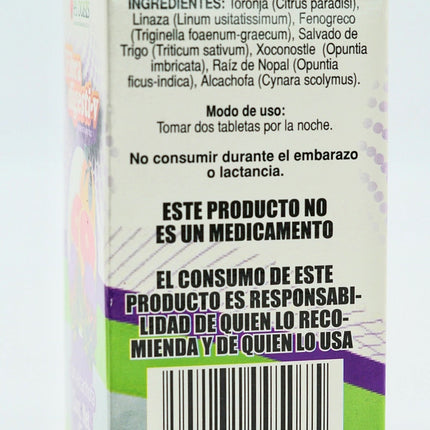 INGREDIENTES: Toronja (Citrus paradisi),
Linaza (Linum usitatissimum), Fenogreco
(Triginella foaenum-graecum), Salvado de
Trigo (Triticum sativum), Xoconostle (Opuntia
imbricata), Raíz de Nopal (Opuntia
ficus-indica), Alcachofa (Cynara scolymus).
Modo de uso:
Tomar dos tabletas por la noche.
No consumir durante el embarazo
o lactancia.
ESTE PRODUCTO NO
ES UN MEDICAMENTO
EL CONSUMO DE ESTE
PRODUCTO ES RESPONSABI-
LIDAD DE QUIEN LO RECO-
MIENDA Y DE QUIEN LO USA